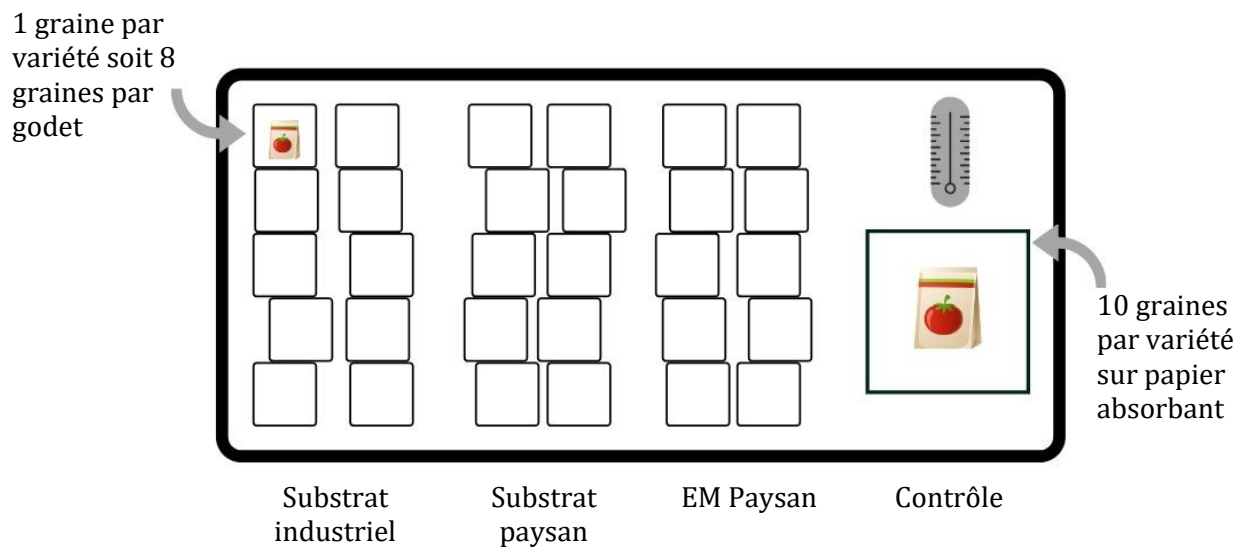 1 graine par
variété soit 8
graines par
godet
10 graines
par variété
sur papier
absorbant
Substrat
industriel
Substrat
paysan
EM Paysan
Contrôle